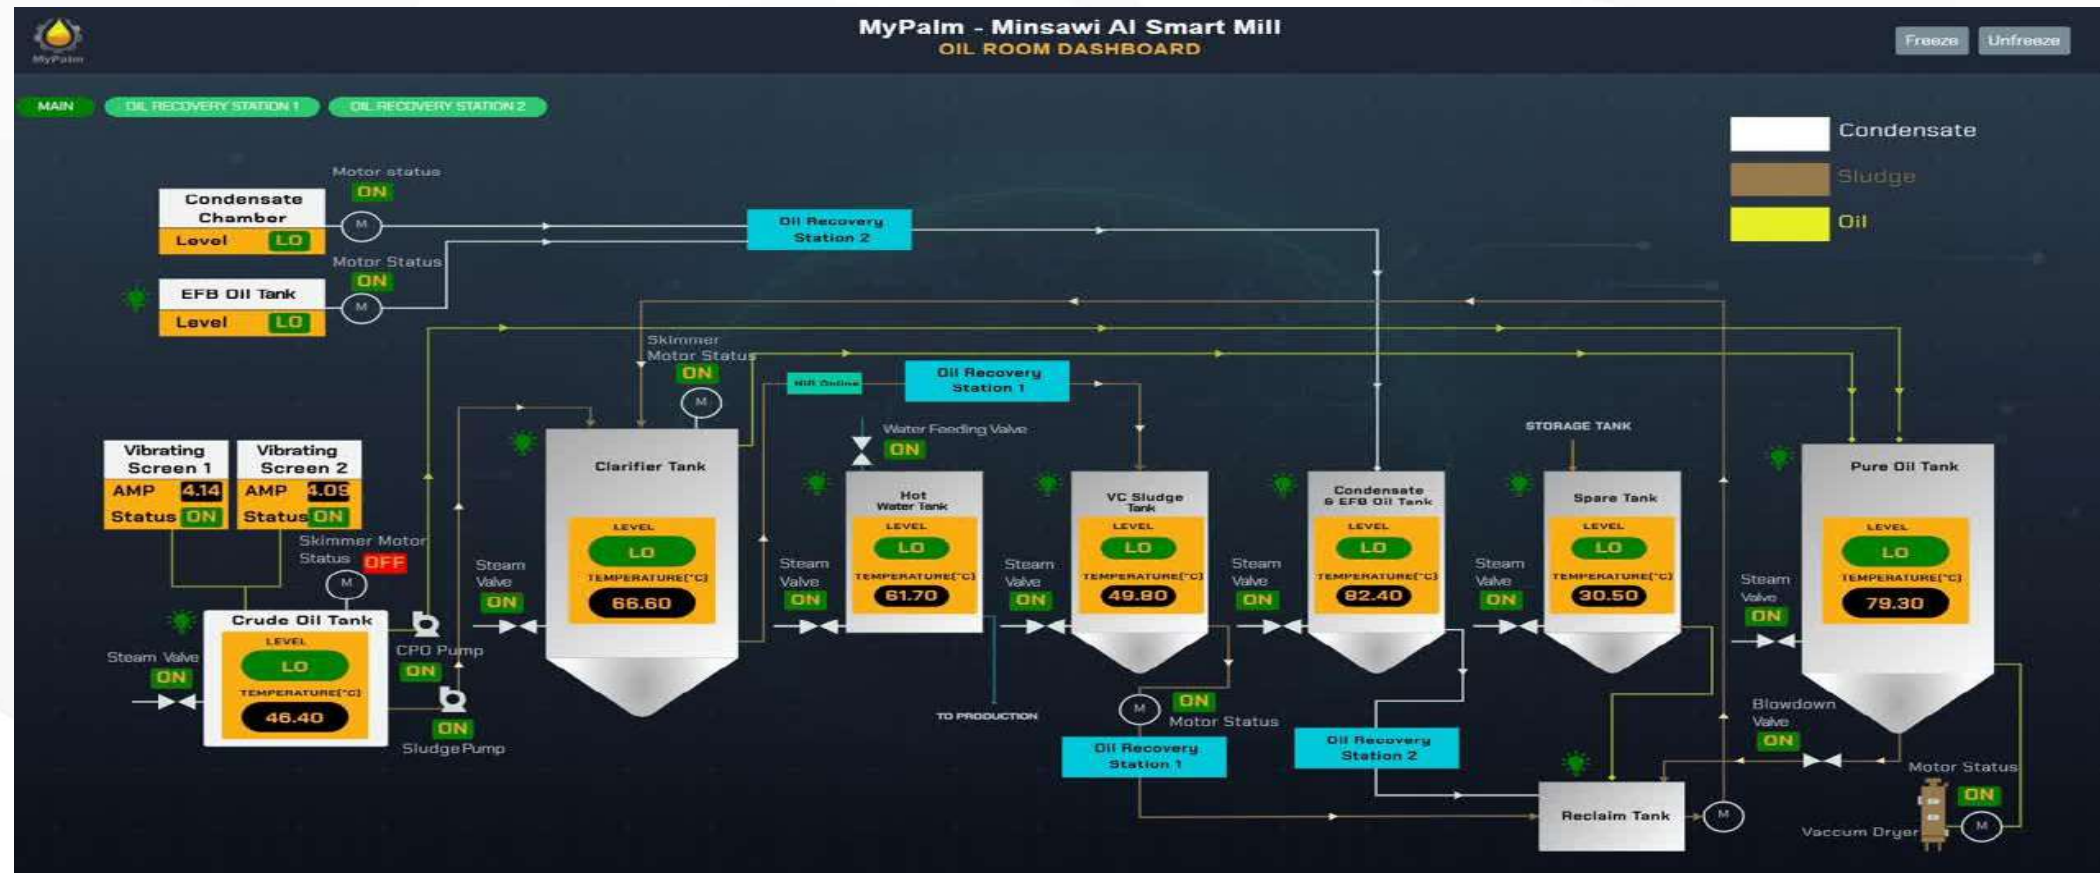 MyPalm - Minsawi AI Smart Mill
OIL ROOM DASHBOARD
MyPalm
Freeze
Unfreeze
MAIN
OIL RECOVERY STATION 1
OIL RECOVERY STATION 2
Condensate
Sludge
Oil
Motor status
ON
Condensate
Chamber
Level LO
M
Oil Recovery
Station 2
Motor Status
ON
EFB Oil Tank
Level LO
M
Skimmer
Motor Status
ON
M
NIR Online
Oil Recovery
Station 1
Water Feeding Valve
ON
STORAGE TANK
Vibrating
Screen 1
AMP 4.14
Status ON
Vibrating
Screen 2
AMP 4.09
Status ON
Skimmer Motor
Status OFF
M
Crude Oil Tank
LEVEL
LO
TEMPERATURE(°C)
46.40
Steam Valve
ON
CPO Pump
ON
ON
Sludge Pump
Steam
Valve
ON
Clarifier Tank
LEVEL
LO
TEMPERATURE(°C)
66.60
Steam
Valve
ON
Hot
Water Tank
LEVEL
LO
TEMPERATURE(°C)
61.70
TO PRODUCTION
Steam
Valve
ON
VC Sludge
Tank
LEVEL
LO
TEMPERATURE(°C)
49.80
M
ON
Motor Status
Oil Recovery
Station 1
Steam
Valve
ON
Condensate
& EFB Oil Tank
LEVEL
LO
TEMPERATURE(°C)
82.40
Oil Recovery
Station 2
Steam
Valve
ON
Spare Tank
LEVEL
LO
TEMPERATURE(°C)
30.50
Reclaim Tank
M
Steam
Valve
ON
Pure Oil Tank
LEVEL
LO
TEMPERATURE(°C)
79.30
Blowdown
Valve
ON
Motor Status
ON
M
Vaccum Dryer